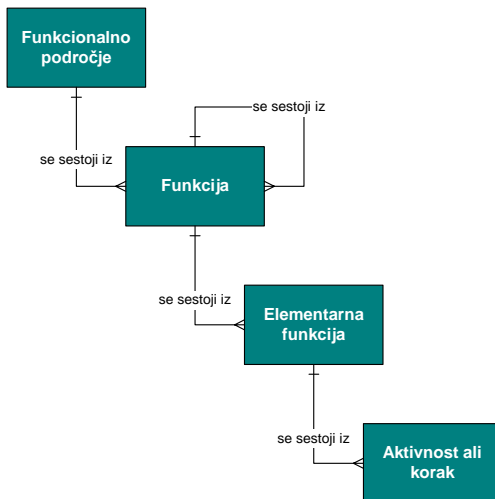 Funkcionalno
področje
se sestoji iz
se sestoji iz
Funkcija
se sestoji iz
Elementarna
funkcija
se sestoji iz
Aktivnost ali
korak